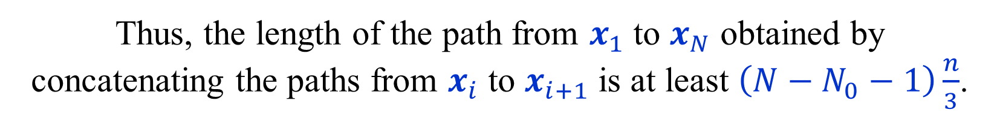 Thus, the length of the path from 𝒙₁ to 𝒙_N obtained by
concatenating the paths from 𝒙ᵢ to 𝒙ᵢ₊₁ is at least (N − N₀ − 1) n/3.